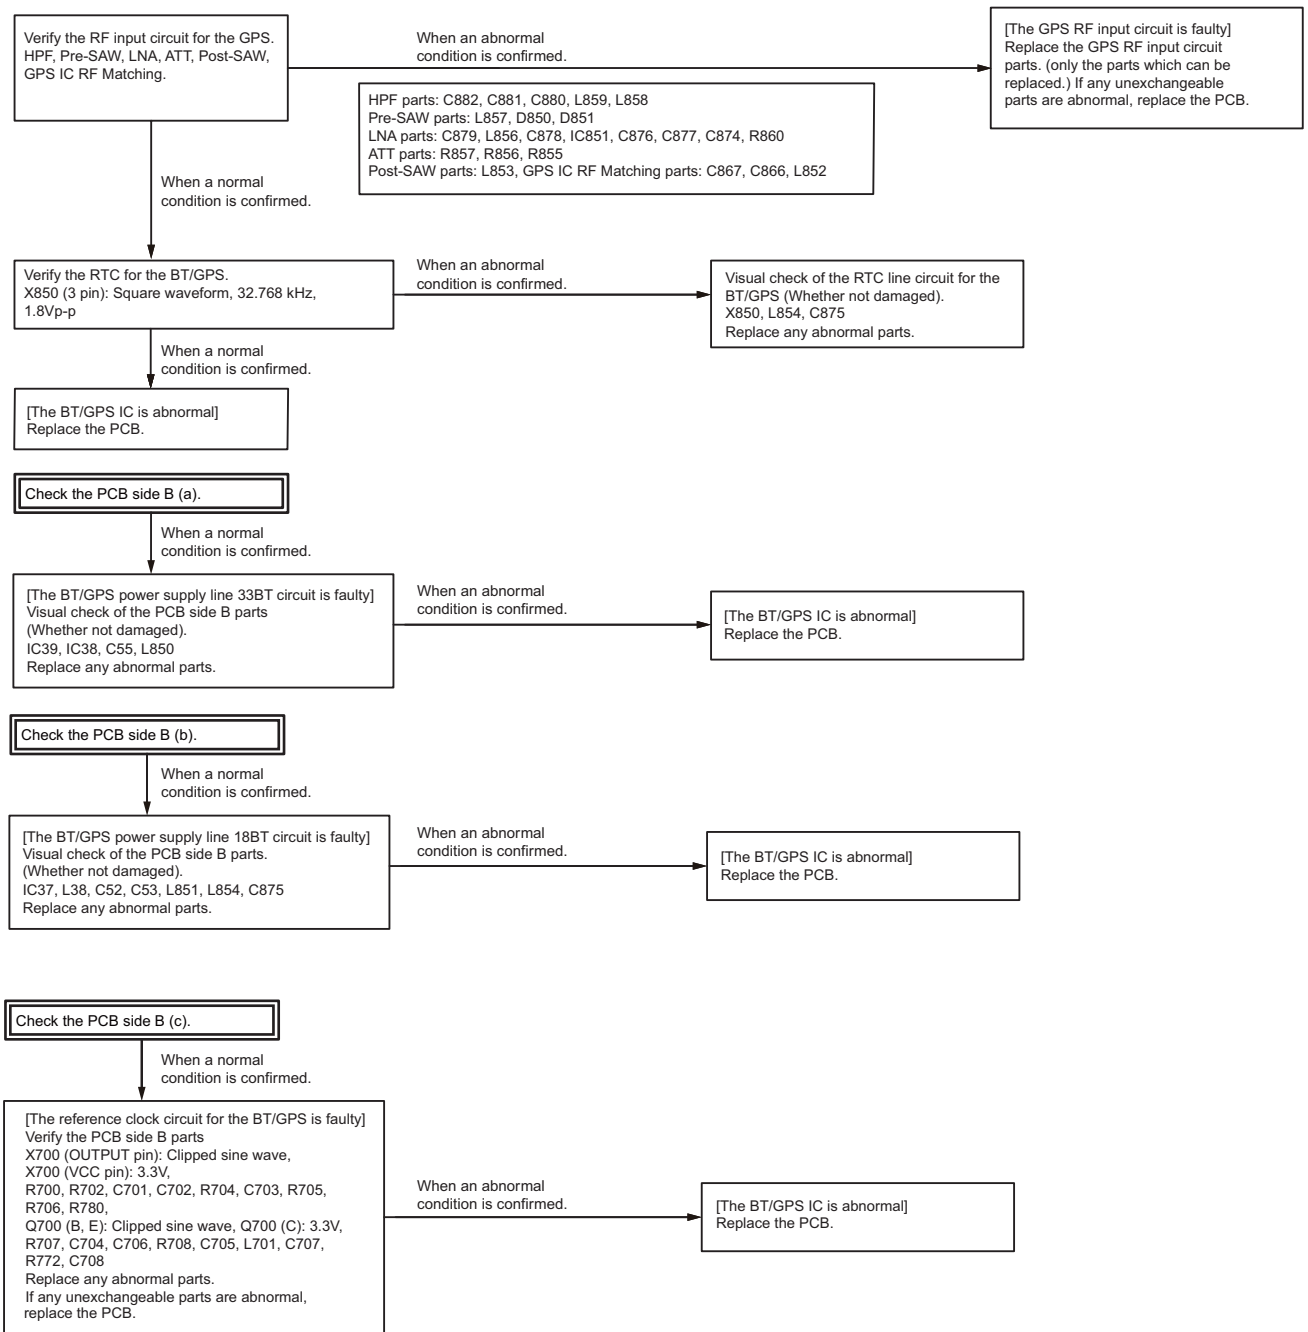 Verify the RF input circuit for the GPS.
HPF, Pre-SAW, LNA, ATT, Post-SAW,
GPS IC RF Matching.
When an abnormal
condition is confirmed.
[The GPS RF input circuit is faulty]
Replace the GPS RF input circuit
parts. (only the parts which can be
replaced.) If any unexchangeable
parts are abnormal, replace the PCB.
HPF parts: C882, C881, C880, L859, L858
Pre-SAW parts: L857, D850, D851
LNA parts: C879, L856, C878, IC851, C876, C877, C874, R860
ATT parts: R857, R856, R855
Post-SAW parts: L853, GPS IC RF Matching parts: C867, C866, L852
When a normal
condition is confirmed.
Verify the RTC for the BT/GPS.
X850 (3 pin): Square waveform, 32.768 kHz,
1.8Vp-p
When an abnormal
condition is confirmed.
Visual check of the RTC line circuit for the
BT/GPS (Whether not damaged).
X850, L854, C875
Replace any abnormal parts.
When a normal
condition is confirmed.
[The BT/GPS IC is abnormal]
Replace the PCB.
Check the PCB side B (a).
When a normal
condition is confirmed.
[The BT/GPS power supply line 33BT circuit is faulty]
Visual check of the PCB side B parts
(Whether not damaged).
IC39, IC38, C55, L850
Replace any abnormal parts.
When an abnormal
condition is confirmed.
[The BT/GPS IC is abnormal]
Replace the PCB.
Check the PCB side B (b).
When a normal
condition is confirmed.
[The BT/GPS power supply line 18BT circuit is faulty]
Visual check of the PCB side B parts.
(Whether not damaged).
IC37, L38, C52, C53, L851, L854, C875
Replace any abnormal parts.
When an abnormal
condition is confirmed.
[The BT/GPS IC is abnormal]
Replace the PCB.
Check the PCB side B (c).
When a normal
condition is confirmed.
[The reference clock circuit for the BT/GPS is faulty]
Verify the PCB side B parts
X700 (OUTPUT pin): Clipped sine wave,
X700 (VCC pin): 3.3V,
R700, R702, C701, C702, R704, C703, R705,
R706, R780,
Q700 (B, E): Clipped sine wave, Q700 (C): 3.3V,
R707, C704, C706, R708, C705, L701, C707,
R772, C708
Replace any abnormal parts.
If any unexchangeable parts are abnormal,
replace the PCB.
When an abnormal
condition is confirmed.
[The BT/GPS IC is abnormal]
Replace the PCB.